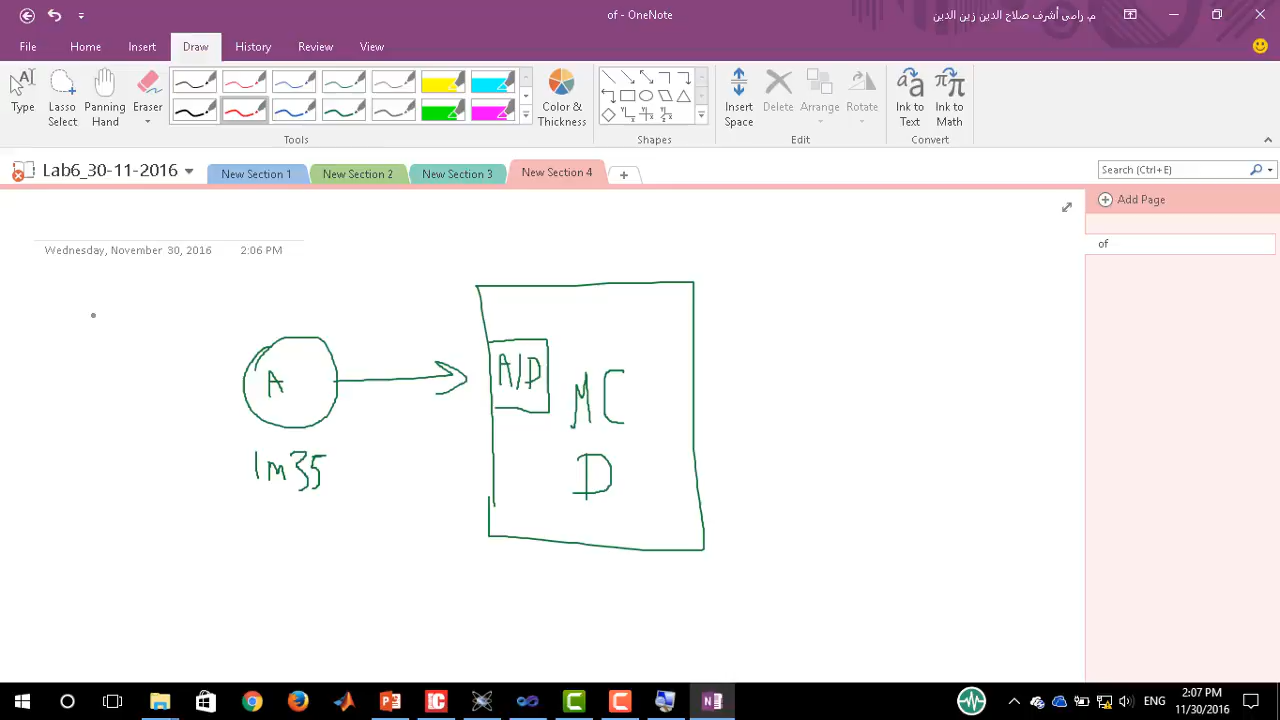 of - OneNote
م. رامى أشرف صلاح الدين زين الدين
File Home Insert Draw History Review View
Type
Lasso Select
Panning Hand
Eraser
Color & Thickness
Insert Space
Delete
Arrange
Rotate
Ink to Text
Ink to Math
Tools
Shapes
Edit
Convert
Lab6_30-11-2016
New Section 1
New Section 2
New Section 3
New Section 4
Search (Ctrl+E)
Add Page
of
Wednesday, November 30, 2016 2:06 PM
A
A/D
MC
D
lm35
ENG
2:07 PM
11/30/2016